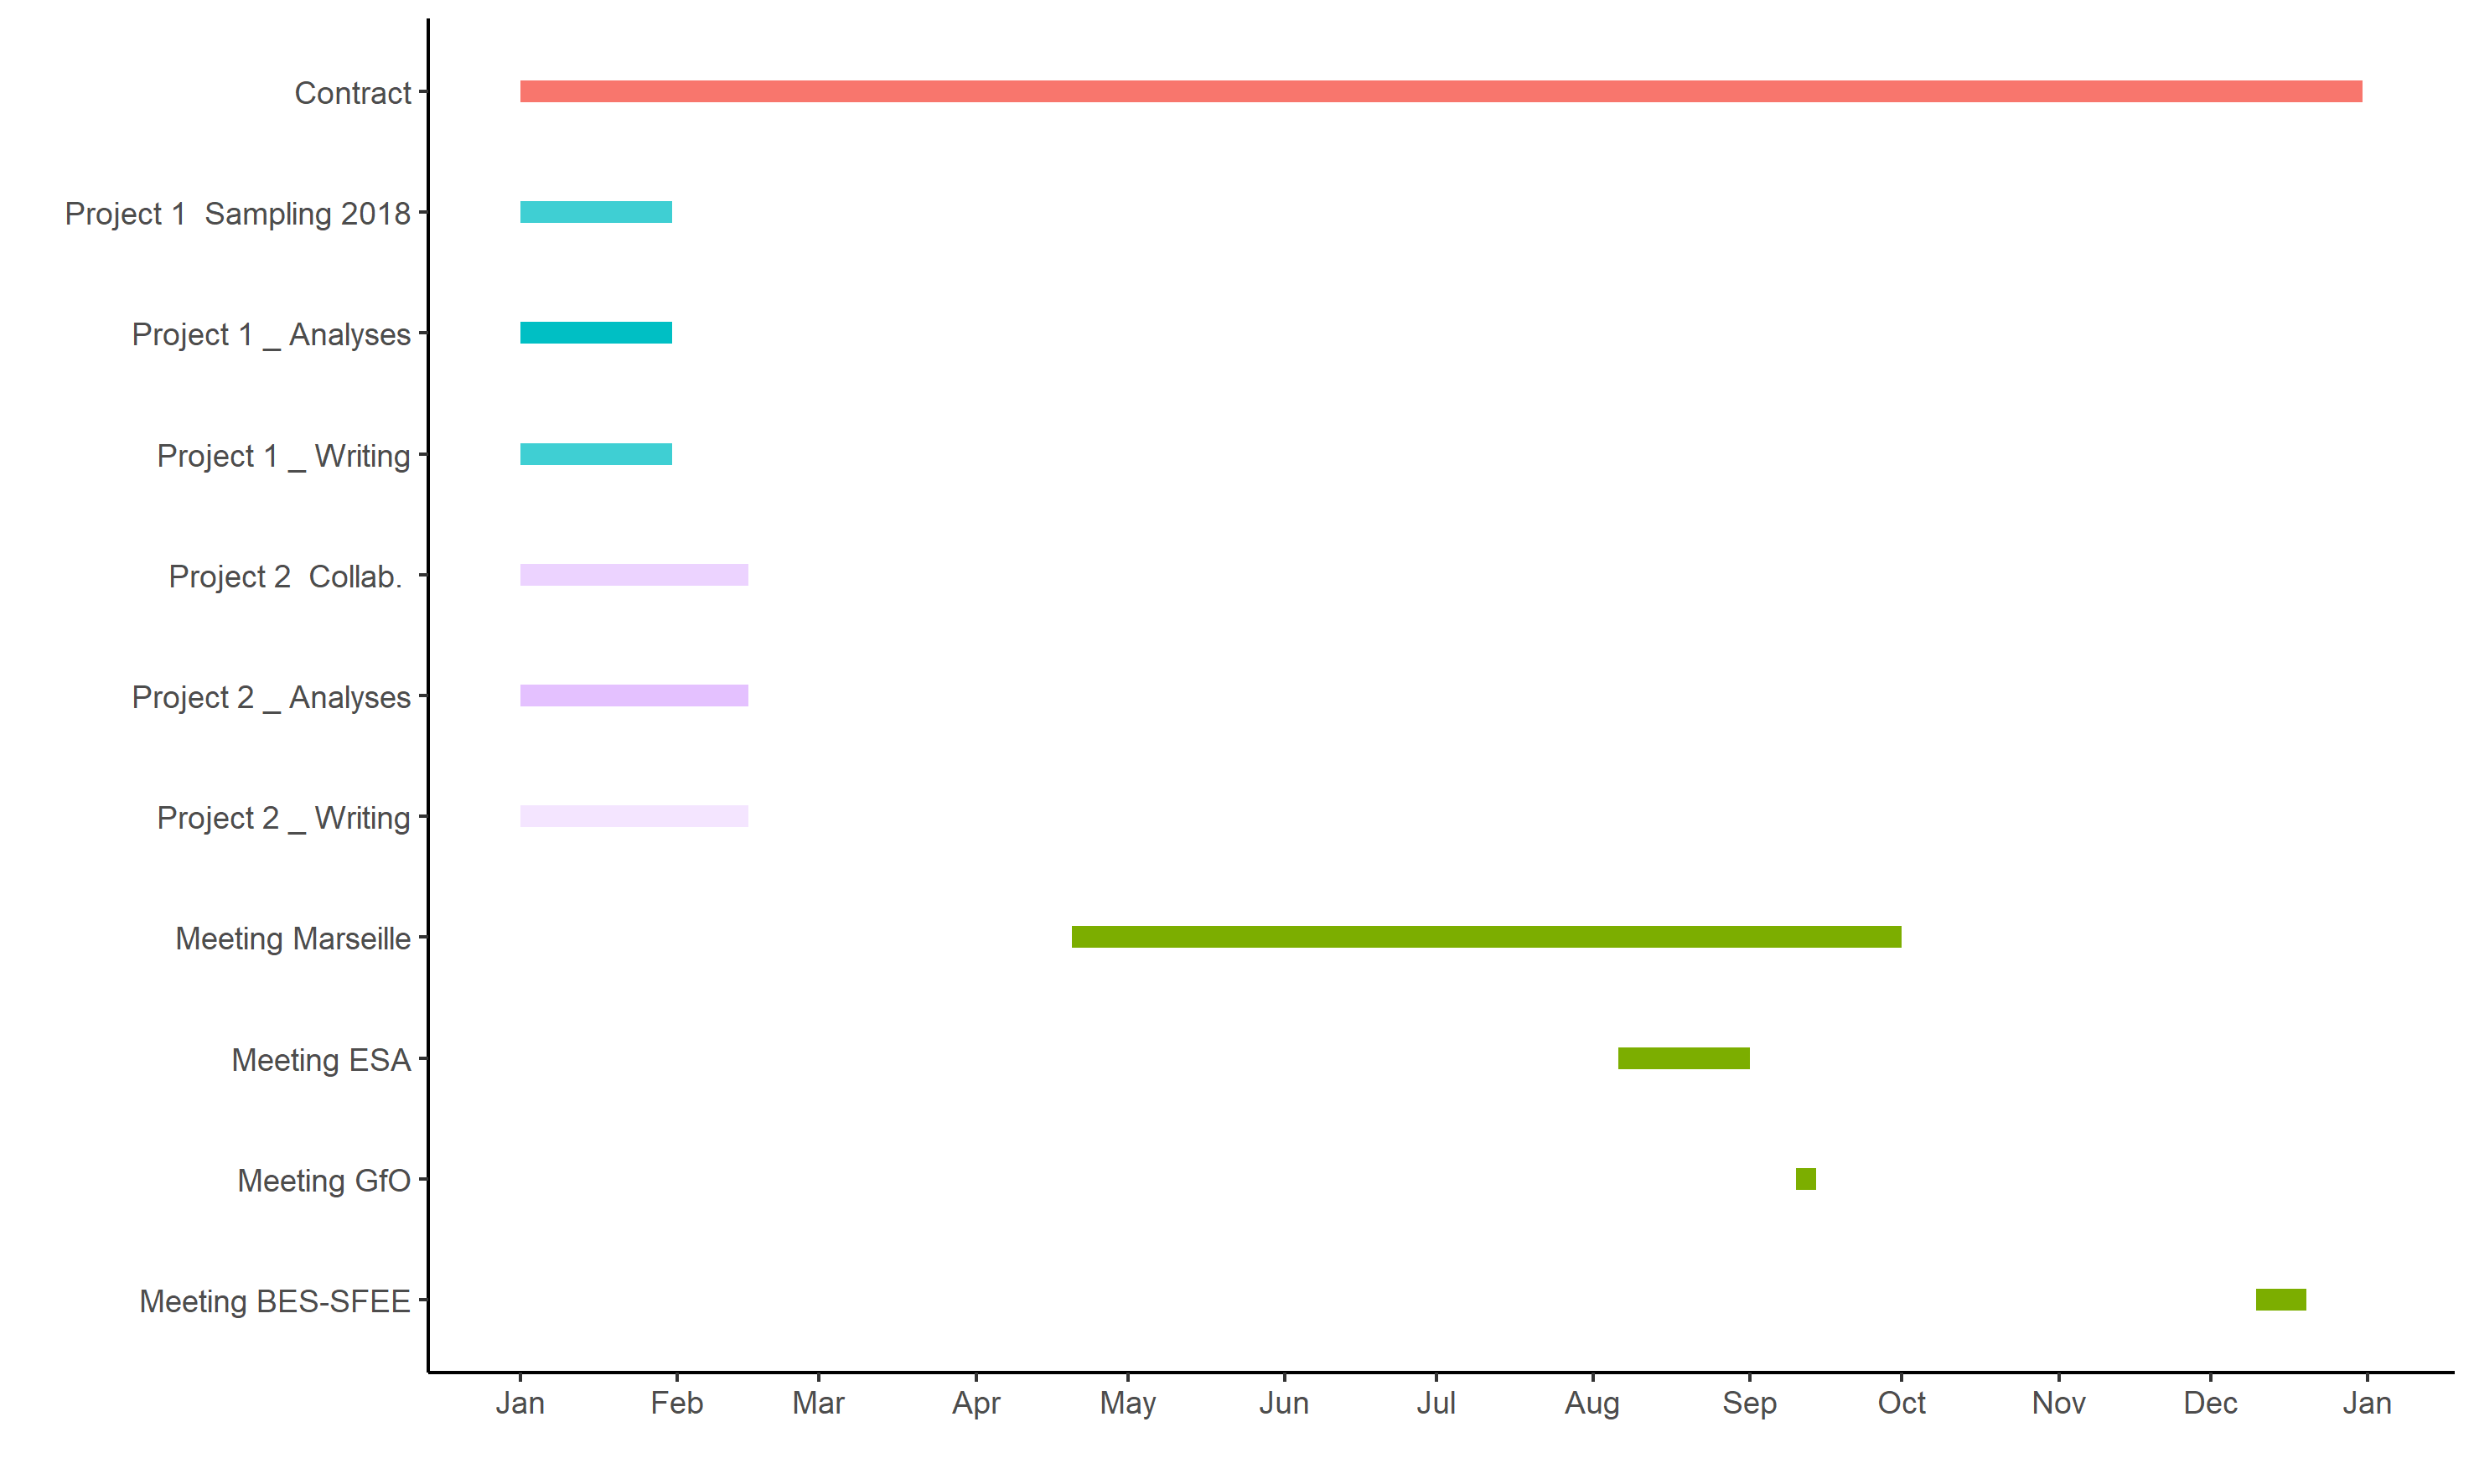 Contract
Project 1  Sampling 2018
Project 1 _ Analyses
Project 1 _ Writing
Project 2  Collab.
Project 2 _ Analyses
Project 2 _ Writing
Meeting Marseille
Meeting ESA
Meeting GfO
Meeting BES-SFEE
Jan Feb Mar Apr May Jun Jul Aug Sep Oct Nov Dec Jan